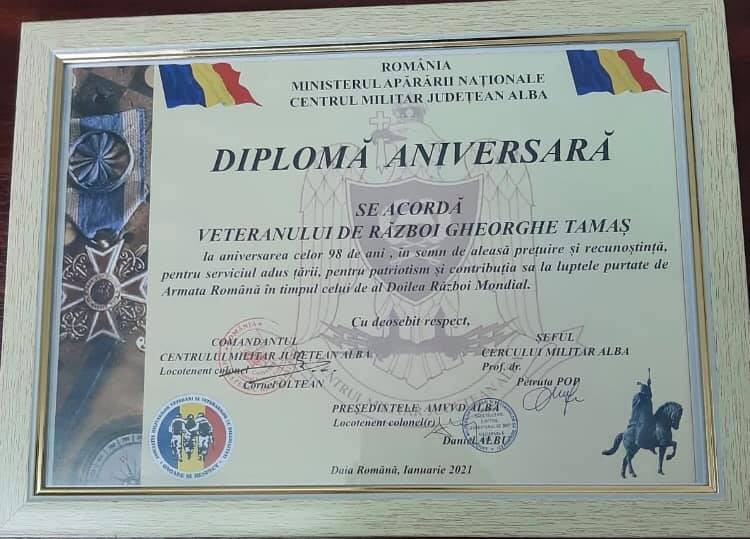 ROMÂNIA
MINISTERUL APĂRĂRII NAȚIONALE
CENTRUL MILITAR JUDEȚEAN ALBA
DIPLOMĂ ANIVERSARĂ
SE ACORDĂ
VETERANULUI DE RĂZBOI GHEORGHE TAMAȘ
la aniversarea celor 98 de ani , in semn de aleasă prețuire și recunoștință,
pentru serviciul adus țării, pentru patriotism și contribuția sa la luptele purtate de
Armata Română în timpul celui de al Doilea Război Mondial.
Cu deosebit respect,
COMANDANTUL
CENTRULUI MILITAR JUDEȚEAN ALBA
Locotenent colonel
Cornel OLTEAN
ȘEFUL
CERCULUI MILITAR ALBA
Prof. dr.
Petruța POP
PREȘEDINTELE AMVVD ALBA
Locotenent colonel(r)
Daniel ALBU
ONOARE SI RESPECT
Daia Română, Ianuarie 2021